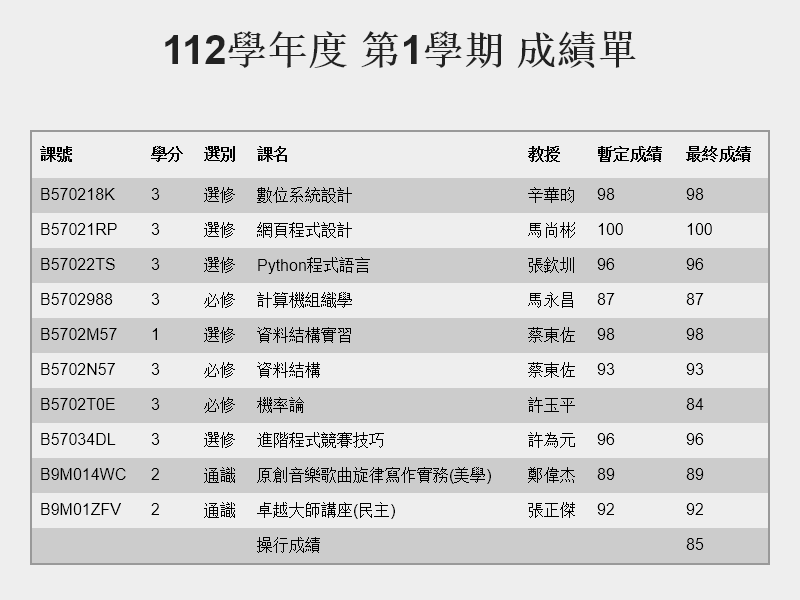 112學年度 第1學期 成績單
課號 學分 選別 課名 教授 暫定成績 最終成績
B570218K 3 選修 數位系統設計 辛華昀 98 98
B57021RP 3 選修 網頁程式設計 馬尚彬 100 100
B57022TS 3 選修 Python程式語言 張欽圳 96 96
B5702988 3 必修 計算機組織學 馬永昌 87 87
B5702M57 1 選修 資料結構實習 蔡東佐 98 98
B5702N57 3 必修 資料結構 蔡東佐 93 93
B5702T0E 3 必修 機率論 許玉平 84
B57034DL 3 選修 進階程式競賽技巧 許為元 96 96
B9M014WC 2 通識 原創音樂歌曲旋律寫作實務(美學) 鄭偉杰 89 89
B9M01ZFV 2 通識 卓越大師講座(民主) 張正傑 92 92
操行成績 85